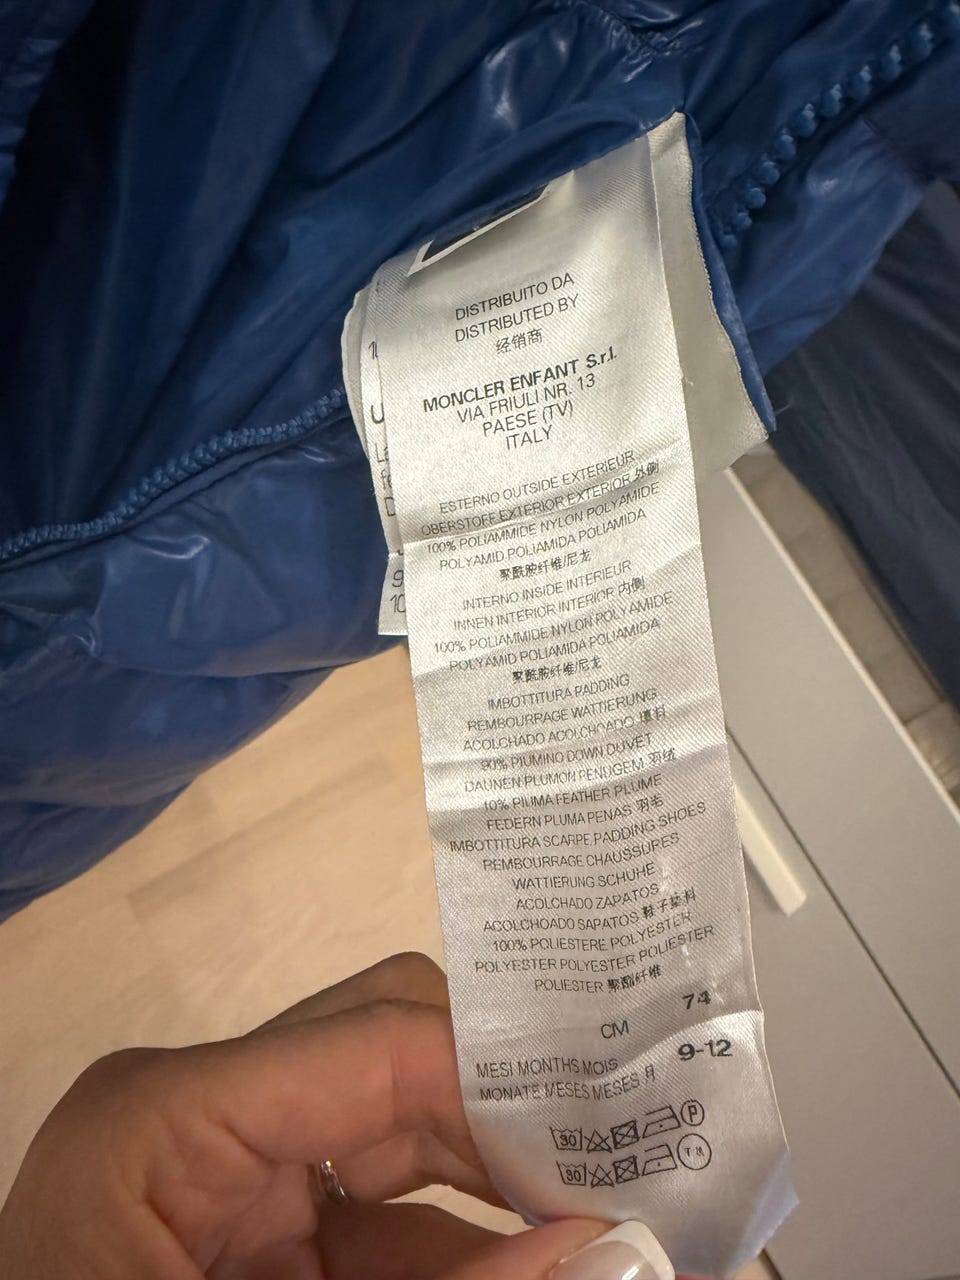 DISTRIBUITO DA
DISTRIBUTED BY
经销商
MONCLER ENFANT S.r.l.
VIA FRIULI NR. 13
PAESE (TV)
ITALY
ESTERNO OUTSIDE EXTERIEUR
OBERSTOFF EXTERIOR EXTERIOR 外侧
100% POLIAMMIDE NYLON POLYAMIDE
POLYAMID POLIAMIDA POLIAMIDA
聚酰胺纤维/尼龙
INTERNO INSIDE INTERIEUR
INNEN INTERIOR INTERIOR 内侧
100% POLIAMMIDE NYLON POLYAMIDE
POLYAMID POLIAMIDA POLIAMIDA
聚酰胺纤维/尼龙
IMBOTTITURA PADDING
REMBOURRAGE WATTIERUNG
ACOLCHADO ACOLCHOADO 填料
90% PIUMINO DOWN DUVET
DAUNEN PLUMON PENUGEM 羽绒
10% PIUMA FEATHER PLUME
FEDERN PLUMA PENAS 羽毛
IMBOTTITURA SCARPE PADDING SHOES
REMBOURRAGE CHAUSSURES
WATTIERUNG SCHUHE
ACOLCHADO ZAPATOS
ACOLCHOADO SAPATOS 鞋子染料
100% POLIESTERE POLYESTER
POLYESTER POLYESTER POLIESTER
POLIESTER 聚酯纤维
CM 74
MESI MONTHS MOIS 9-12
MONATE MESES MESES 月
30 P
30